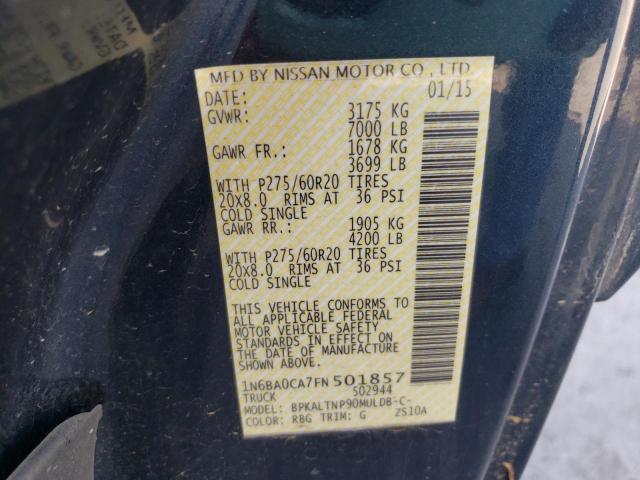 MFD BY NISSAN MOTOR CO., LTD.
DATE: 01/15
GVWR: 3175 KG
7000 LB
GAWR FR.: 1678 KG
3699 LB
WITH P275/60R20 TIRES
20X8.0 RIMS AT 36 PSI
COLD SINGLE
GAWR RR.: 1905 KG
4200 LB
WITH P275/60R20 TIRES
20X8.0 RIMS AT 36 PSI
COLD SINGLE
THIS VEHICLE CONFORMS TO
ALL APPLICABLE FEDERAL
MOTOR VEHICLE SAFETY
STANDARDS IN EFFECT ON
THE DATE OF MANUFACTURE
SHOWN ABOVE.
1N6BA0CA7FN501857
TRUCK 502944
MODEL: BPKALTNP90MULDB-C-
COLOR: RBG TRIM: G ZS10A